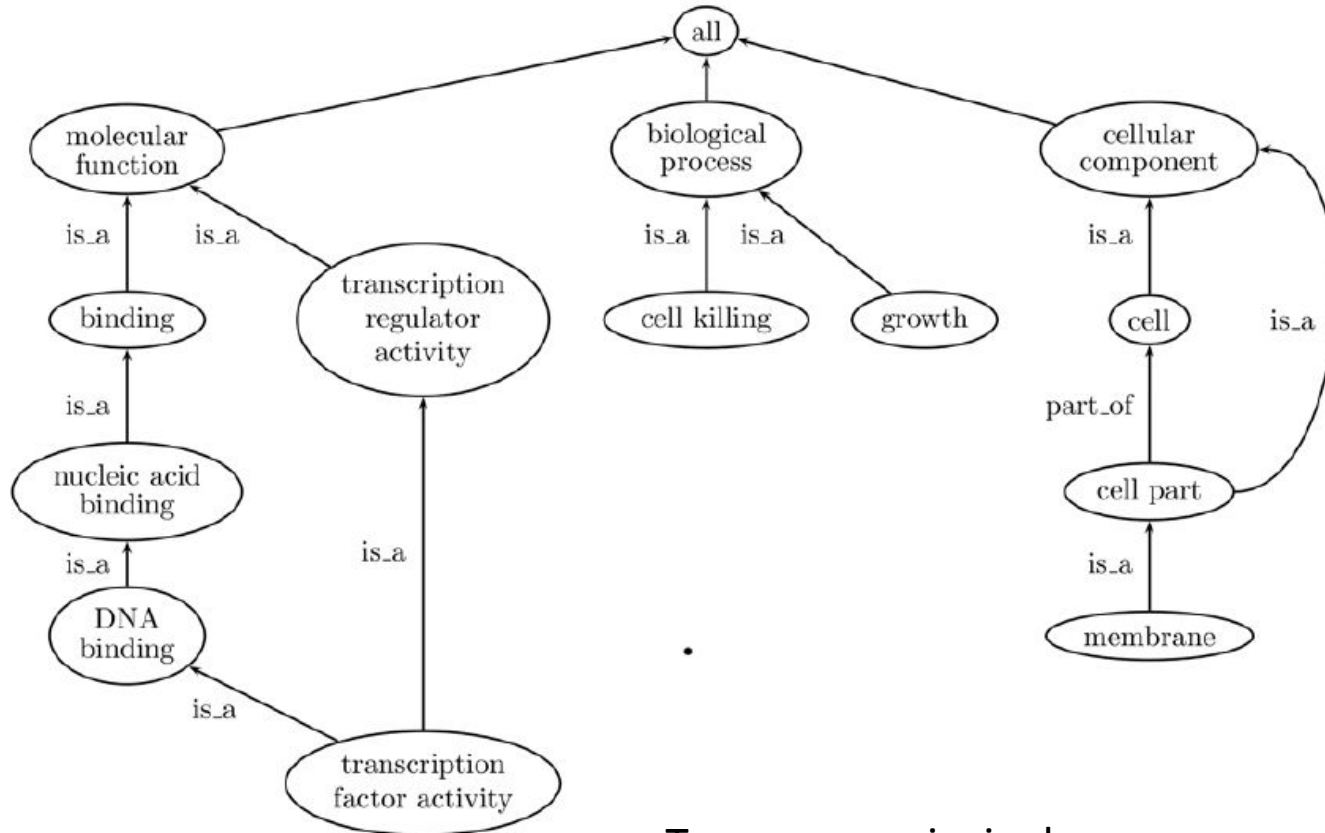 all
molecular
function
biological
process
cellular
component
is_a
is_a
is_a
is_a
is_a
transcription
regulator
activity
binding
cell killing
growth
cell
is_a
is_a
part_of
nucleic acid
binding
cell part
is_a
is_a
is_a
DNA
binding
membrane
is_a
transcription
factor activity